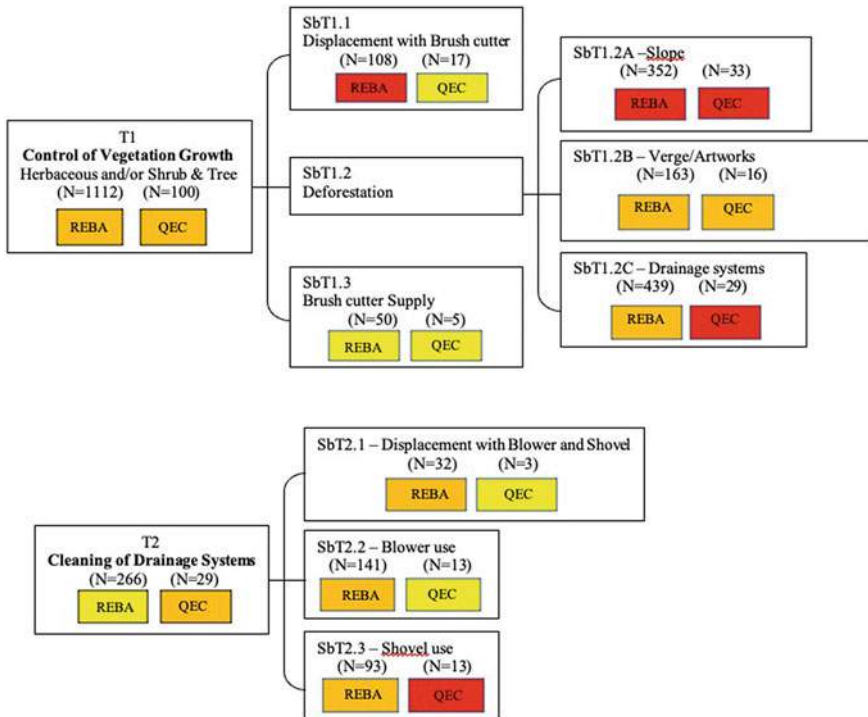 T1
Control of Vegetation Growth
Herbaceous and/or Shrub & Tree
(N=1112) (N=100)
REBA QEC
SbT1.1
Displacement with Brush cutter
(N=108) (N=17)
REBA QEC
SbT1.2
Deforestation
SbT1.3
Brush cutter Supply
(N=50) (N=5)
REBA QEC
SbT1.2A –Slope
(N=352) (N=33)
REBA QEC
SbT1.2B – Verge/Artworks
(N=163) (N=16)
REBA QEC
SbT1.2C – Drainage systems
(N=439) (N=29)
REBA QEC
T2
Cleaning of Drainage Systems
(N=266) (N=29)
REBA QEC
SbT2.1 – Displacement with Blower and Shovel
(N=32) (N=3)
REBA QEC
SbT2.2 – Blower use
(N=141) (N=13)
REBA QEC
SbT2.3 – Shovel use
(N=93) (N=13)
REBA QEC